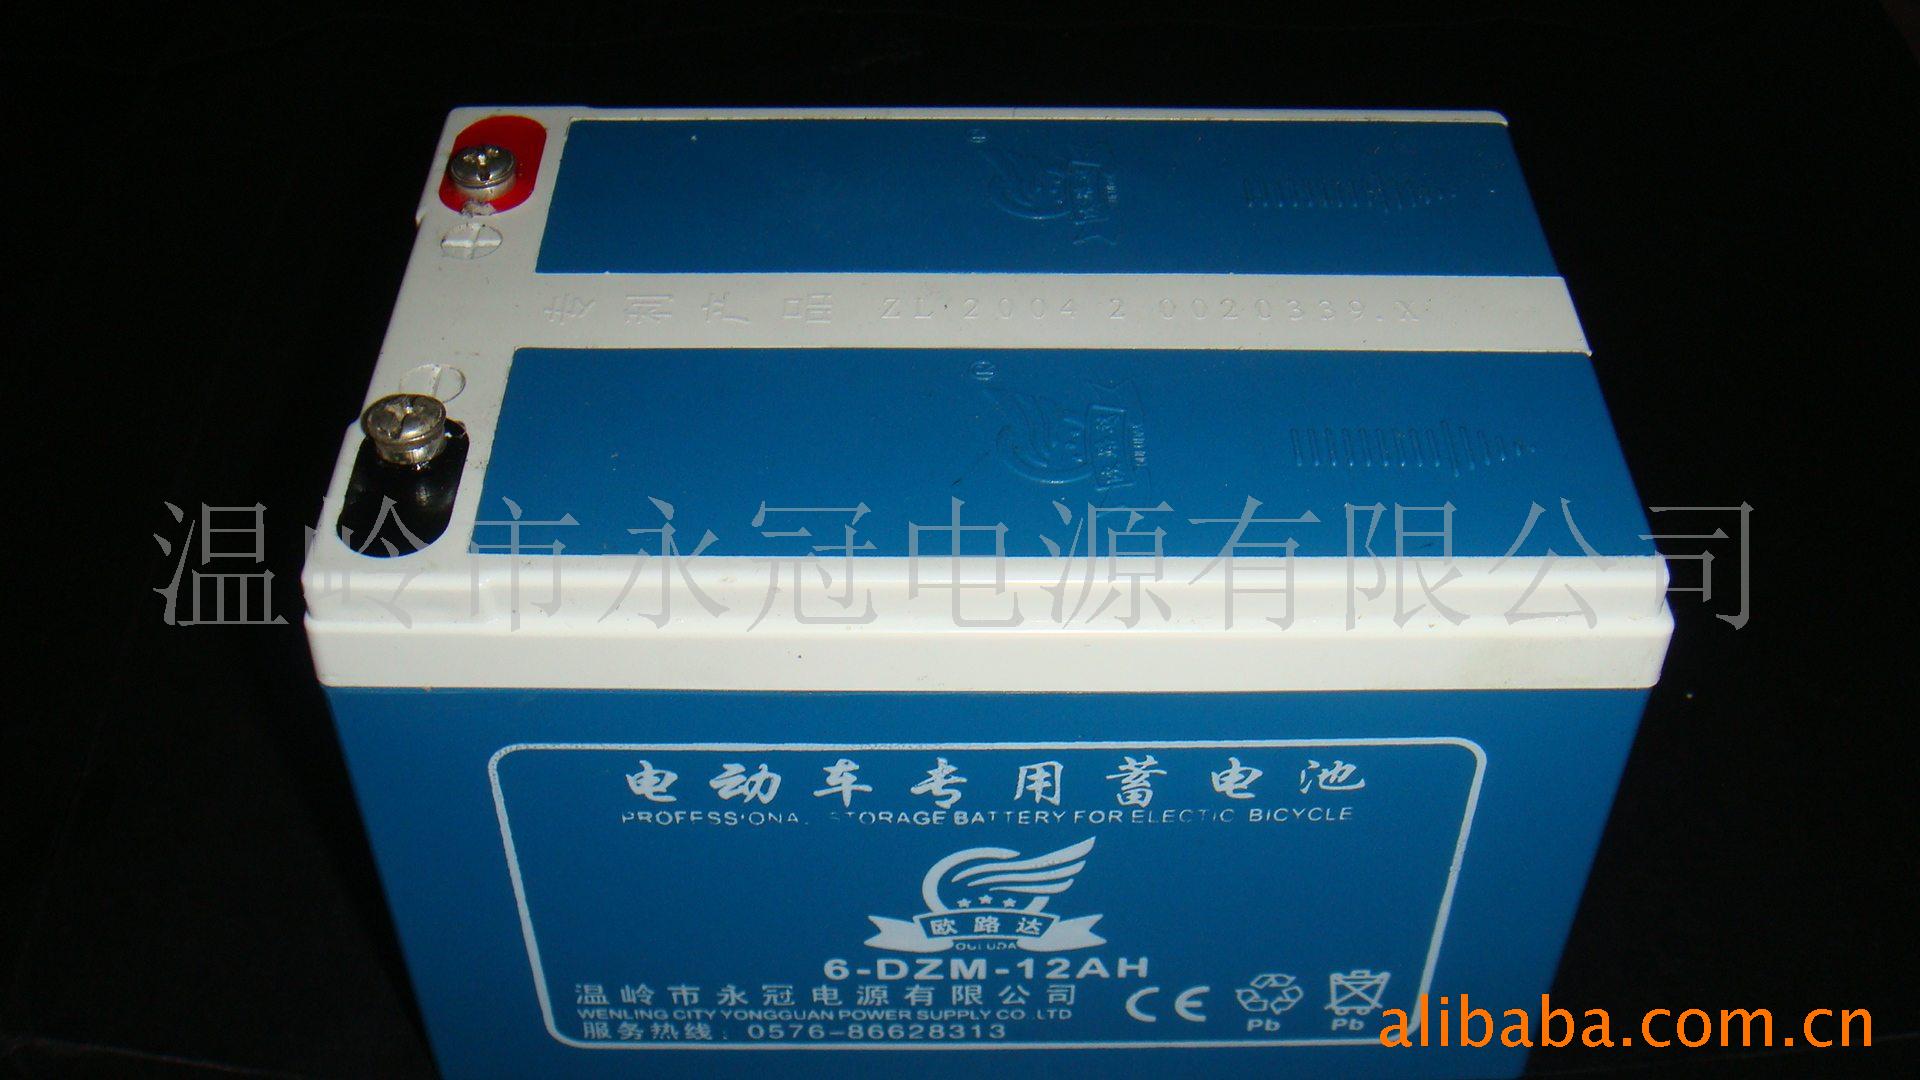 专利产品 ZL 2004 2 0020339.X
温岭市永冠电源有限公司
电动车专用蓄电池
PROFESSIONAL STORAGE BATTERY FOR ELECTIC BICYCLE
欧路达
OULUDA
6-DZM-12AH
温岭市永冠电源有限公司
WENLING CITY YONGGUAN POWER SUPPLY CO.,LTD
服务热线: 0576-86628313
CE
Pb Pb
alibaba.com.cn